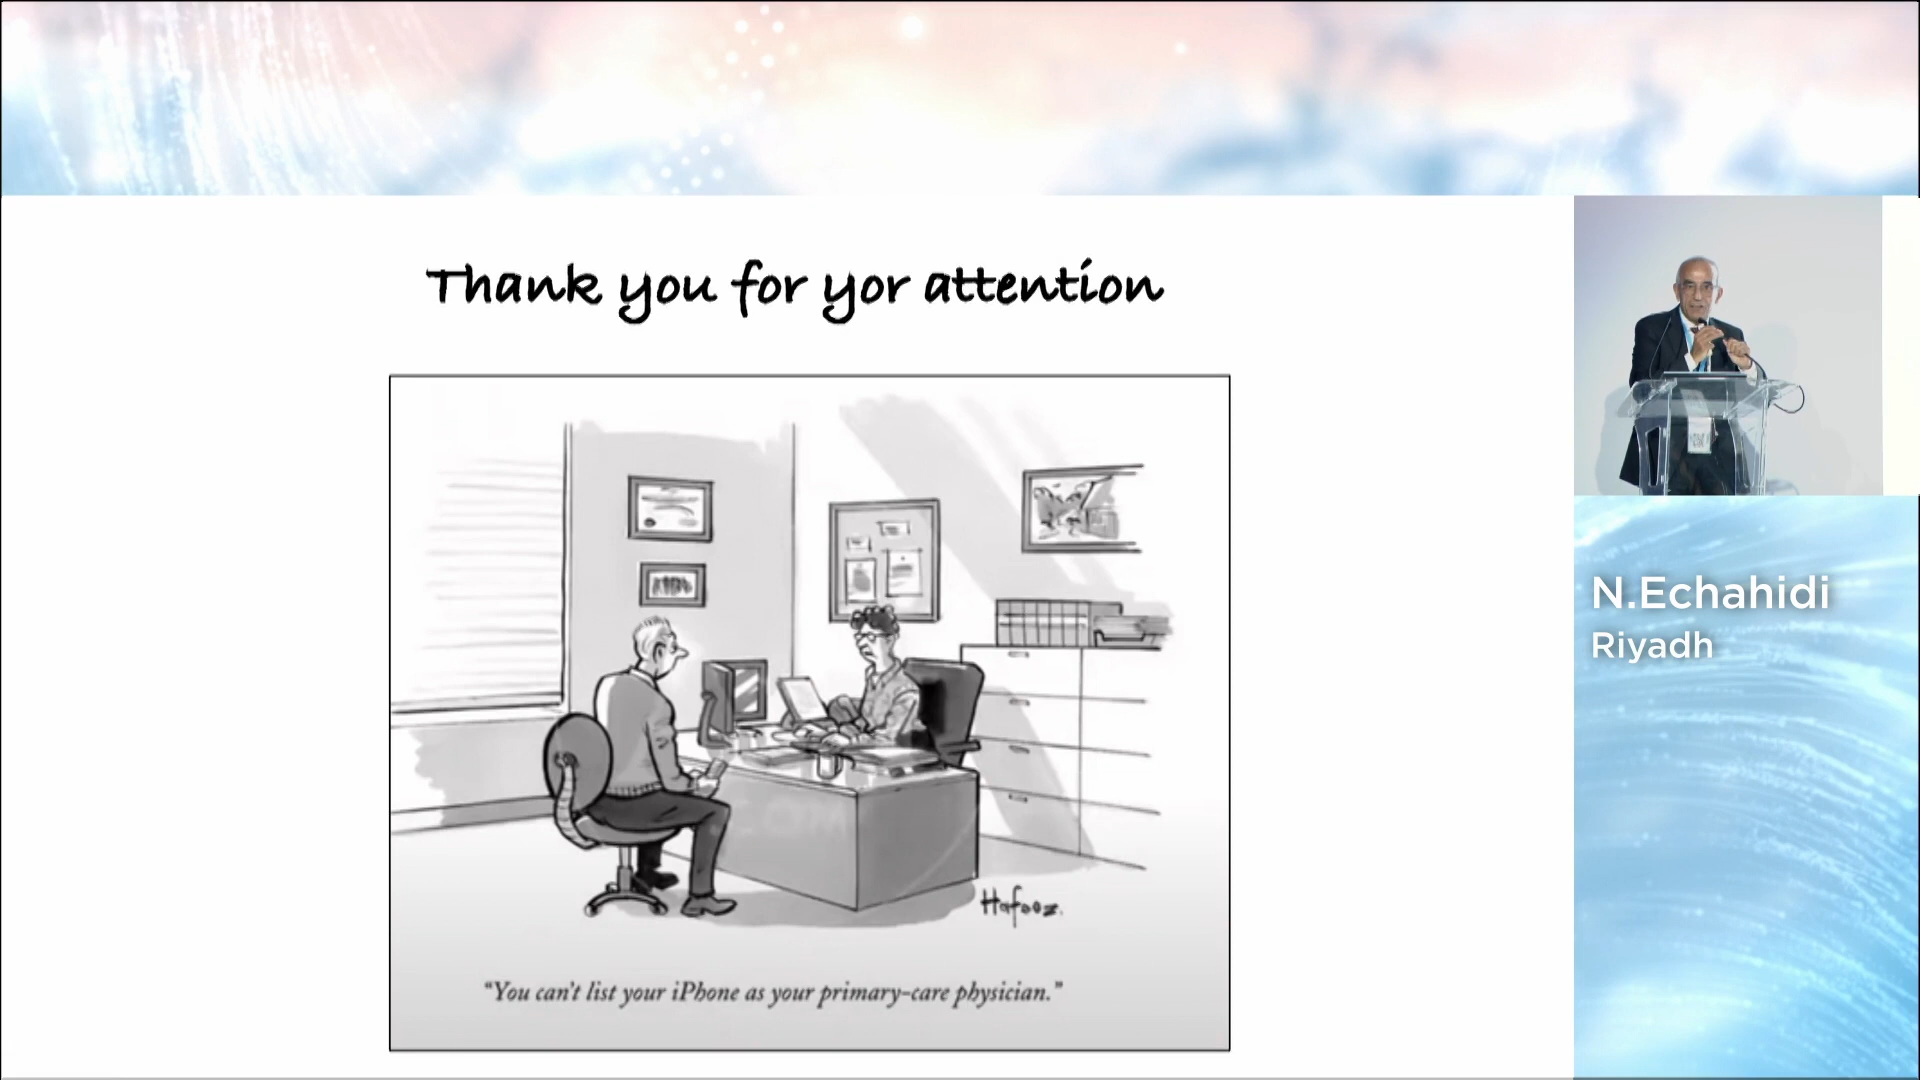 Thank you for yor attention
Hafeez.
“You can’t list your iPhone as your primary-care physician.”
N.Echahidi
Riyadh